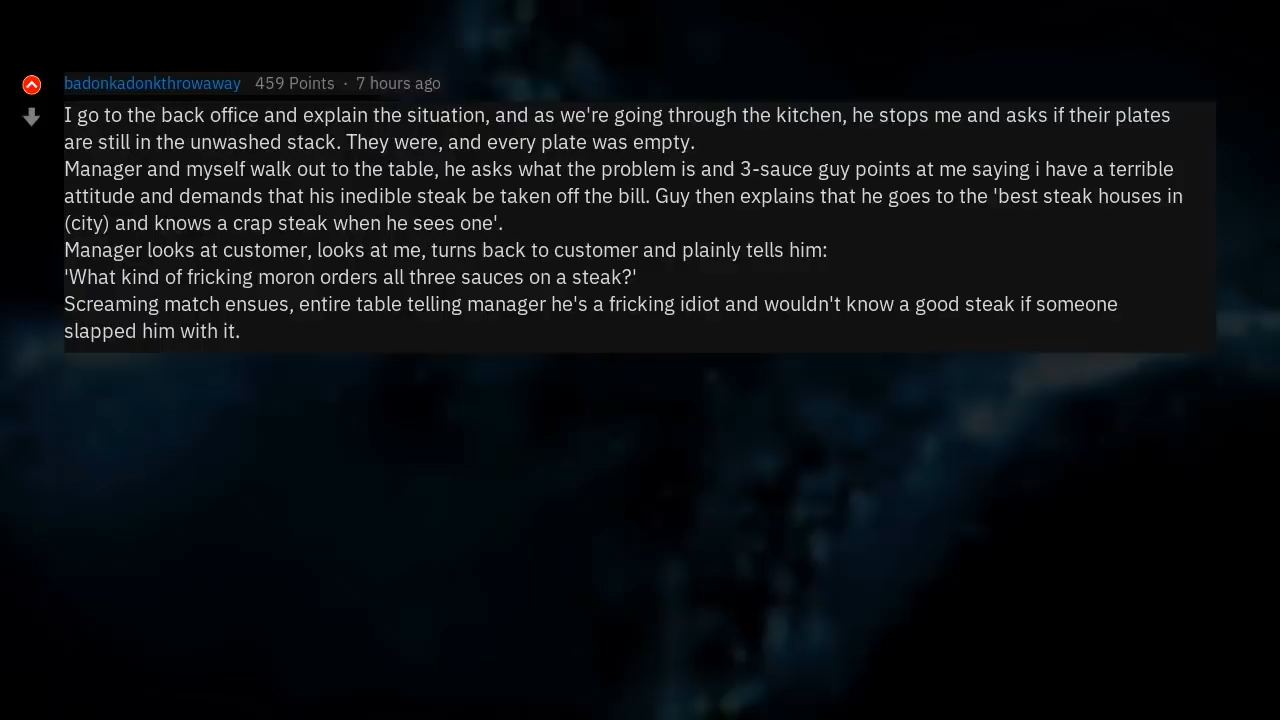 badonkadonkthrowaway 459 Points · 7 hours ago
I go to the back office and explain the situation, and as we're going through the kitchen, he stops me and asks if their plates
are still in the unwashed stack. They were, and every plate was empty.
Manager and myself walk out to the table, he asks what the problem is and 3-sauce guy points at me saying i have a terrible
attitude and demands that his inedible steak be taken off the bill. Guy then explains that he goes to the 'best steak houses in
(city) and knows a crap steak when he sees one'.
Manager looks at customer, looks at me, turns back to customer and plainly tells him:
'What kind of fricking moron orders all three sauces on a steak?'
Screaming match ensues, entire table telling manager he's a fricking idiot and wouldn't know a good steak if someone
slapped him with it.